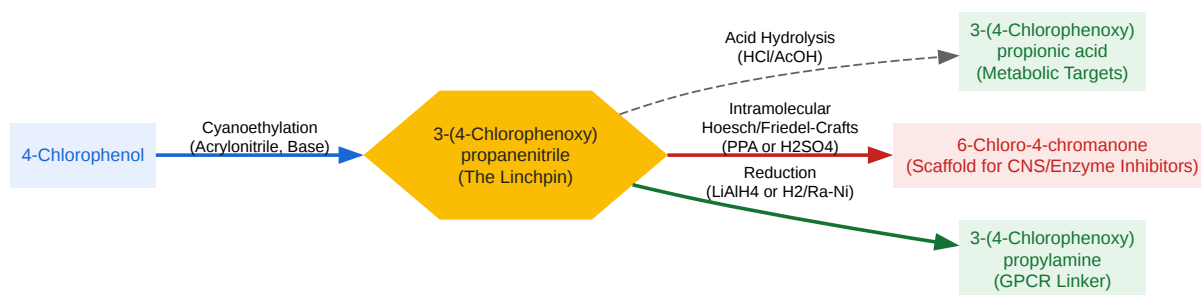 4-Chlorophenol
Cyanoethylation
(Acrylonitrile, Base)
3-(4-Chlorophenoxy)
propanenitrile
(The Linchpin)
Acid Hydrolysis
(HCl/AcOH)
3-(4-Chlorophenoxy)
propionic acid
(Metabolic Targets)
Intramolecular
Hoesch/Friedel-Crafts
(PPA or H2SO4)
6-Chloro-4-chromanone
(Scaffold for CNS/Enzyme Inhibitors)
Reduction
(LiAlH4 or H2/Ra-Ni)
3-(4-Chlorophenoxy)
propylamine
(GPCR Linker)